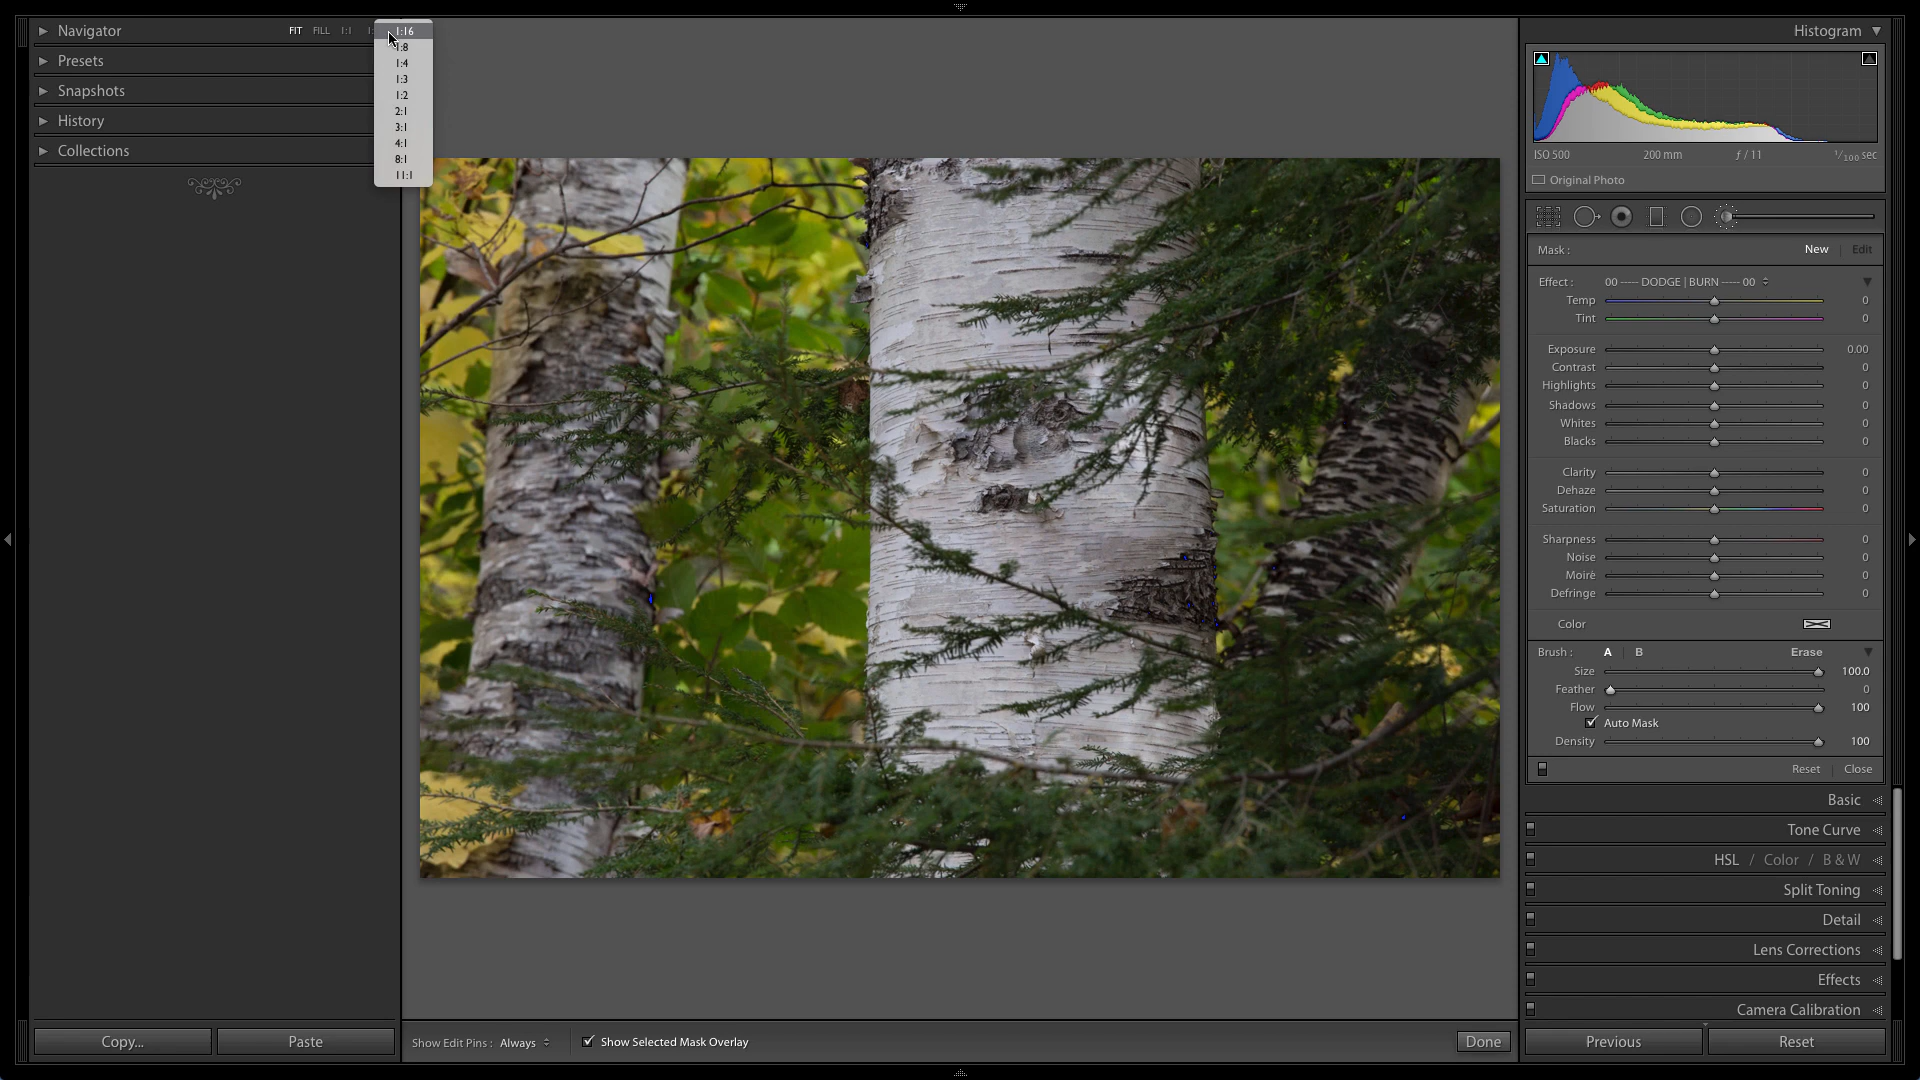 Navigator FIT FILL 1:1
1:16
1:8
1:4
1:3
1:2
2:1
3:1
4:1
8:1
11:1
Presets
Snapshots
History
Collections
Copy...
Paste
Show Edit Pins : Always
Show Selected Mask Overlay
Done
Histogram
ISO 500 200 mm ƒ / 11 1/100 sec
Original Photo
Mask : New Edit
Effect : 00 ----- DODGE | BURN ----- 00
Temp 0
Tint 0
Exposure 0.00
Contrast 0
Highlights 0
Shadows 0
Whites 0
Blacks 0
Clarity 0
Dehaze 0
Saturation 0
Sharpness 0
Noise 0
Moiré 0
Defringe 0
Color
Brush : A B Erase
Size 100.0
Feather 0
Flow 100
Auto Mask
Density 100
Reset Close
Basic
Tone Curve
HSL / Color / B & W
Split Toning
Detail
Lens Corrections
Effects
Camera Calibration
Previous
Reset